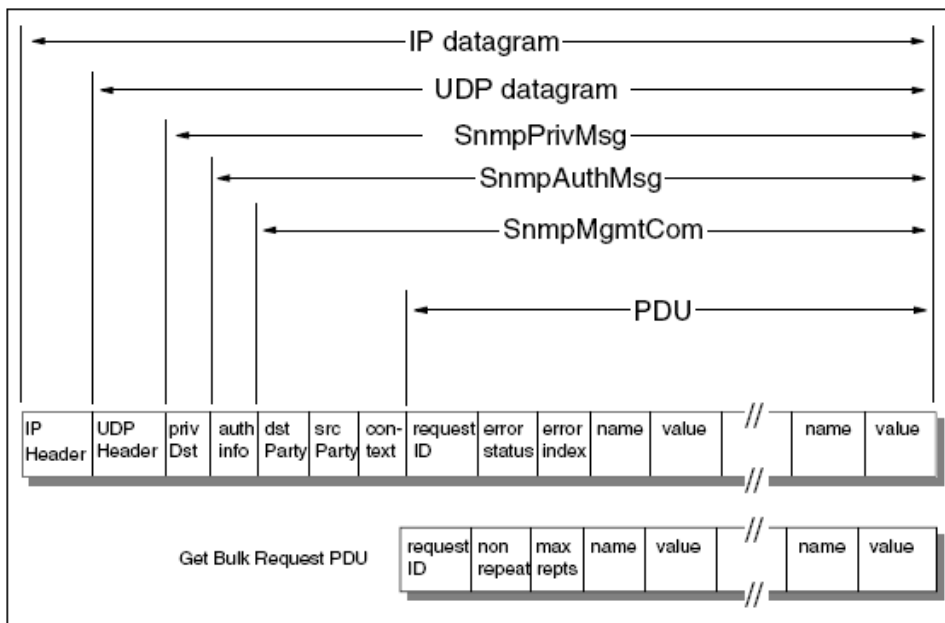 IP datagram
UDP datagram
SnmpPrivMsg
SnmpAuthMsg
SnmpMgmtCom
PDU
IP Header
UDP Header
priv Dst
auth info
dst Party
src Party
con- text
request ID
error status
error index
name
value
name
value
Get Bulk Request PDU
request ID
non repeat
max repts
name
value
name
value